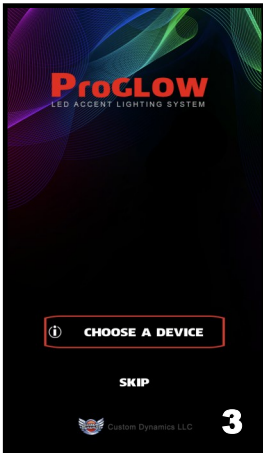 ProGLOW
LED ACCENT LIGHTING SYSTEM
CHOOSE A DEVICE
SKIP
Custom Dynamics LLC
3